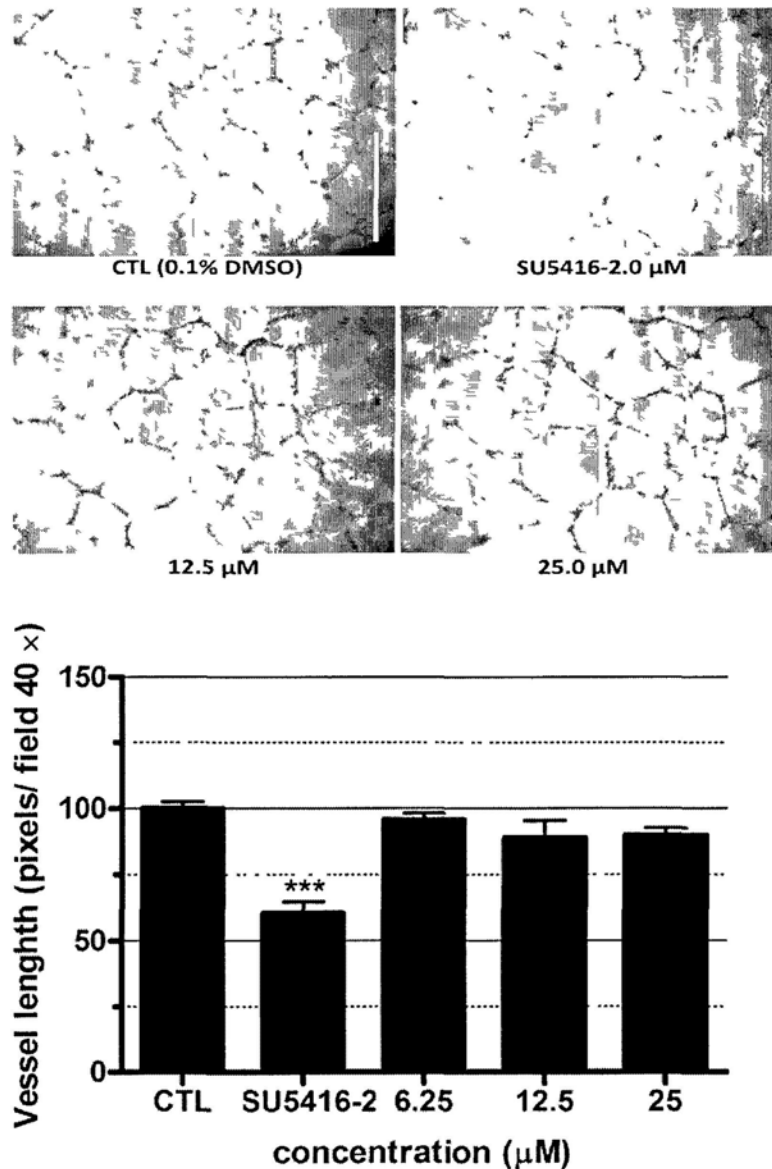 CTL (0.1% DMSO)
SU5416-2.0 µM
12.5 µM
25.0 µM
Vessel lenghth (pixels/ field 40 ×)
150
100
50
0
***
CTL
SU5416-2
6.25
12.5
25
concentration (µM)